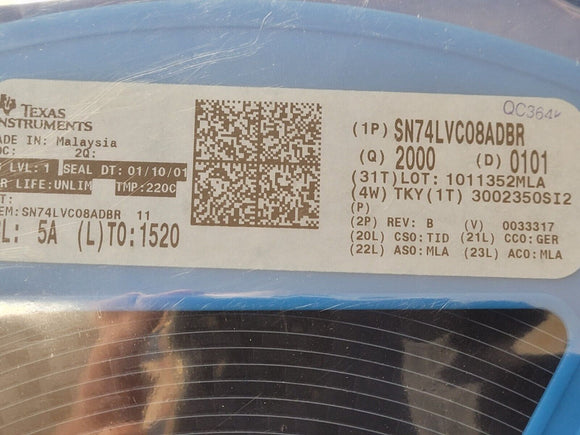 TEXAS
INSTRUMENTS
MADE IN: Malaysia
2Q:
LVL: 1 SEAL DT: 01/10/01
LIFE:UNLIM TMP:220C
SN74LVC08ADBR 11
5A (L)TO:1520
QC364
(1P) SN74LVC08ADBR
(Q) 2000 (D) 0101
(31T)LOT: 1011352MLA
(4W) TKY(1T) 3002350SI2
(P)
(2P) REV: B (V) 0033317
(20L) CSO:TID (21L) CCO:GER
(22L) ASO:MLA (23L) ACO:MLA